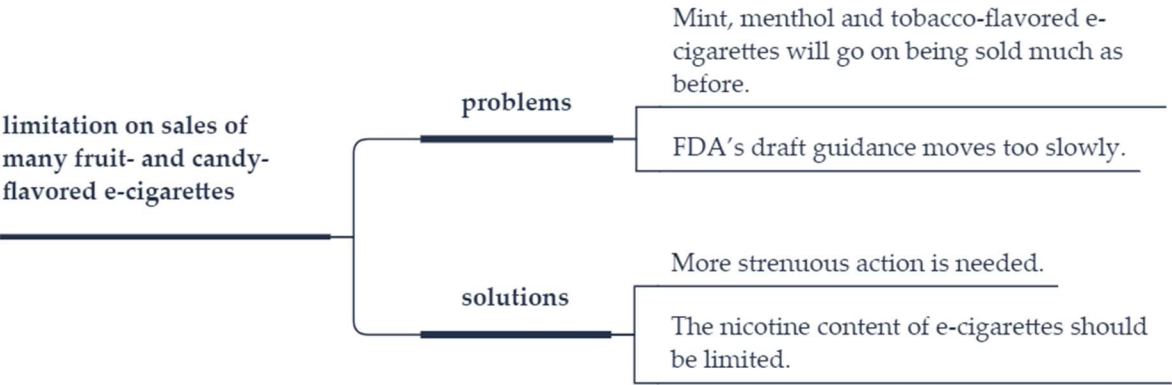 limitation on sales of
many fruit- and candy-
flavored e-cigarettes
problems
Mint, menthol and tobacco-flavored e-
cigarettes will go on being sold much as
before.
FDA's draft guidance moves too slowly.
solutions
More strenuous action is needed.
The nicotine content of e-cigarettes should
be limited.